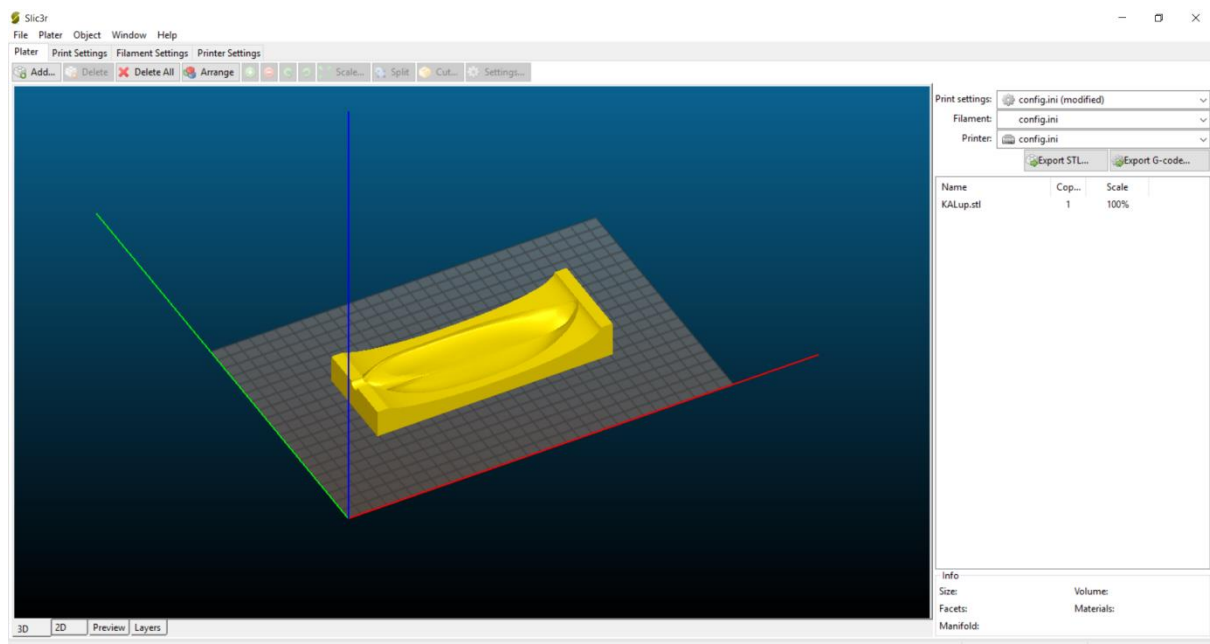 Slic3r
File Plater Object Window Help
Plater Print Settings Filament Settings Printer Settings
Add... Delete Delete All Arrange Scale... Split Cut... Settings...
Print settings: config.ini (modified)
Filament: config.ini
Printer: config.ini
Export STL... Export G-code...
Name Cop... Scale
KALup.stl 1 100%
Info
Size: Volume:
Facets: Materials:
Manifold:
3D 2D Preview Layers